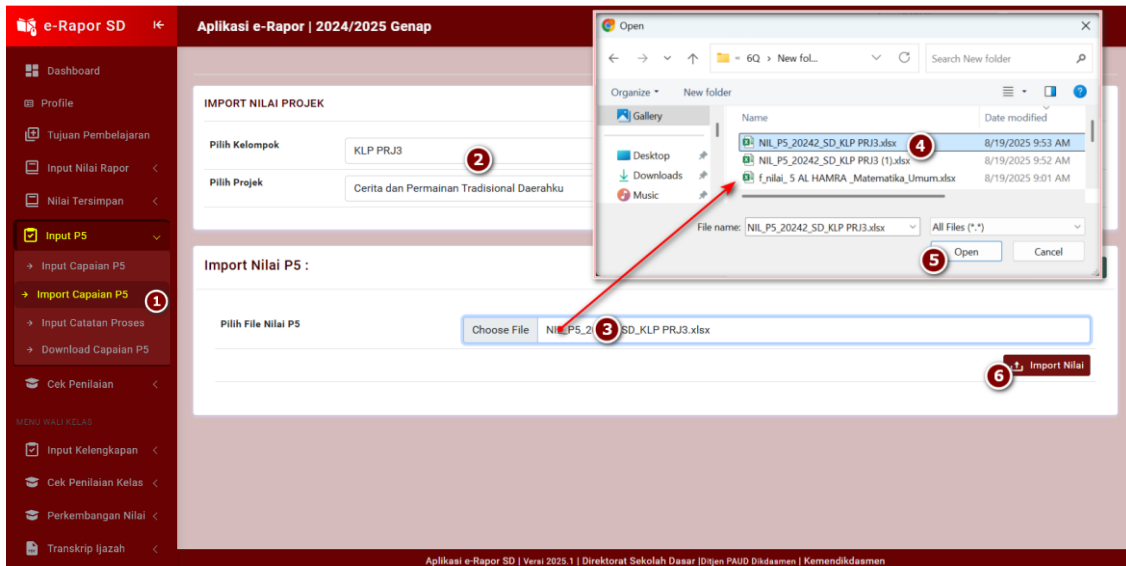 e-Rapor SD
Aplikasi e-Rapor | 2024/2025 Genap
Dashboard
Profile
Tujuan Pembelajaran
Input Nilai Rapor
Nilai Tersimpan
Input P5
Input Capaian P5
Import Capaian P5
1
Input Catatan Proses
Download Capaian P5
Cek Penilaian
MENU WALI KELAS
Input Kelengkapan
Cek Penilaian Kelas
Perkembangan Nilai
Transkrip Ijazah
IMPORT NILAI PROJEK
Pilih Kelompok
KLP PRJ3
2
Pilih Projek
Cerita dan Permainan Tradisional Daerahku
Import Nilai P5 :
Pilih File Nilai P5
Choose File
3
SD_KLP PRJ3.xlsx
6
Import Nilai
Open
6Q › New fol...
Search New folder
Organize
New folder
Gallery
Desktop
Downloads
Music
Name
Date modified
NIL_P5_20242_SD_KLP PRJ3.xlsx
4
8/19/2025 9:53 AM
NIL_P5_20242_SD_KLP PRJ3 (1).xlsx
8/19/2025 9:52 AM
f_nilai_ 5 AL HAMRA _Matematika_Umum.xlsx
8/19/2025 9:01 AM
File name:
NIL_P5_20242_SD_KLP PRJ3.xlsx
All Files (*.*)
5
Open
Cancel
Aplikasi e-Rapor SD | Versi 2025.1 | Direktorat Sekolah Dasar |Ditjen PAUD Dikdasmen | Kemendikdasmen